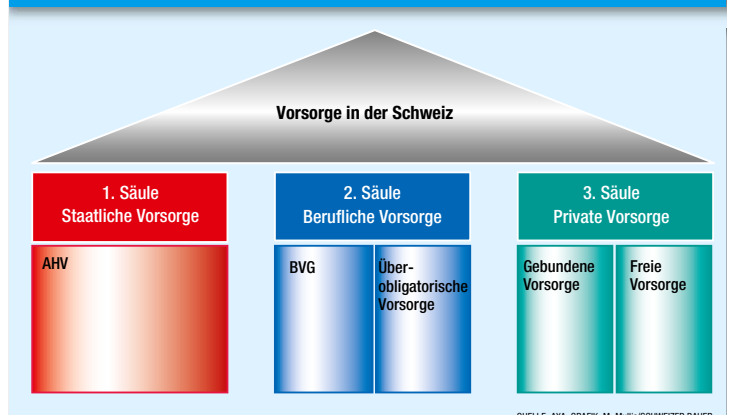 Vorsorge in der Schweiz
1. Säule
Staatliche Vorsorge
2. Säule
Berufliche Vorsorge
3. Säule
Private Vorsorge
AHV
BVG
Über-
obligatorische
Vorsorge
Gebundene
Vorsorge
Freie
Vorsorge